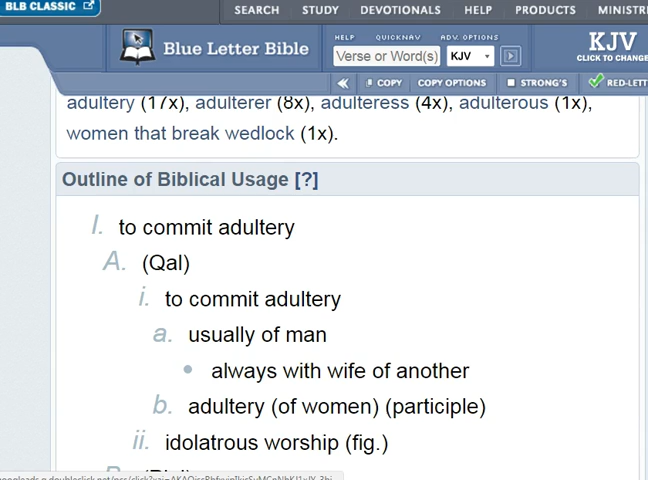 BLB CLASSIC
SEARCH STUDY DEVOTIONALS HELP PRODUCTS MINISTRI
Blue Letter Bible
HELP QUICKNAV ADV. OPTIONS
Verse or Word(s) KJV
KJV
CLICK TO CHANGE
COPY COPY OPTIONS STRONG'S RED-LETT
adultery (17x), adulterer (8x), adulteress (4x), adulterous (1x),
women that break wedlock (1x).
Outline of Biblical Usage [?]
I. to commit adultery
A. (Qal)
i. to commit adultery
a. usually of man
• always with wife of another
b. adultery (of women) (participle)
ii. idolatrous worship (fig.)